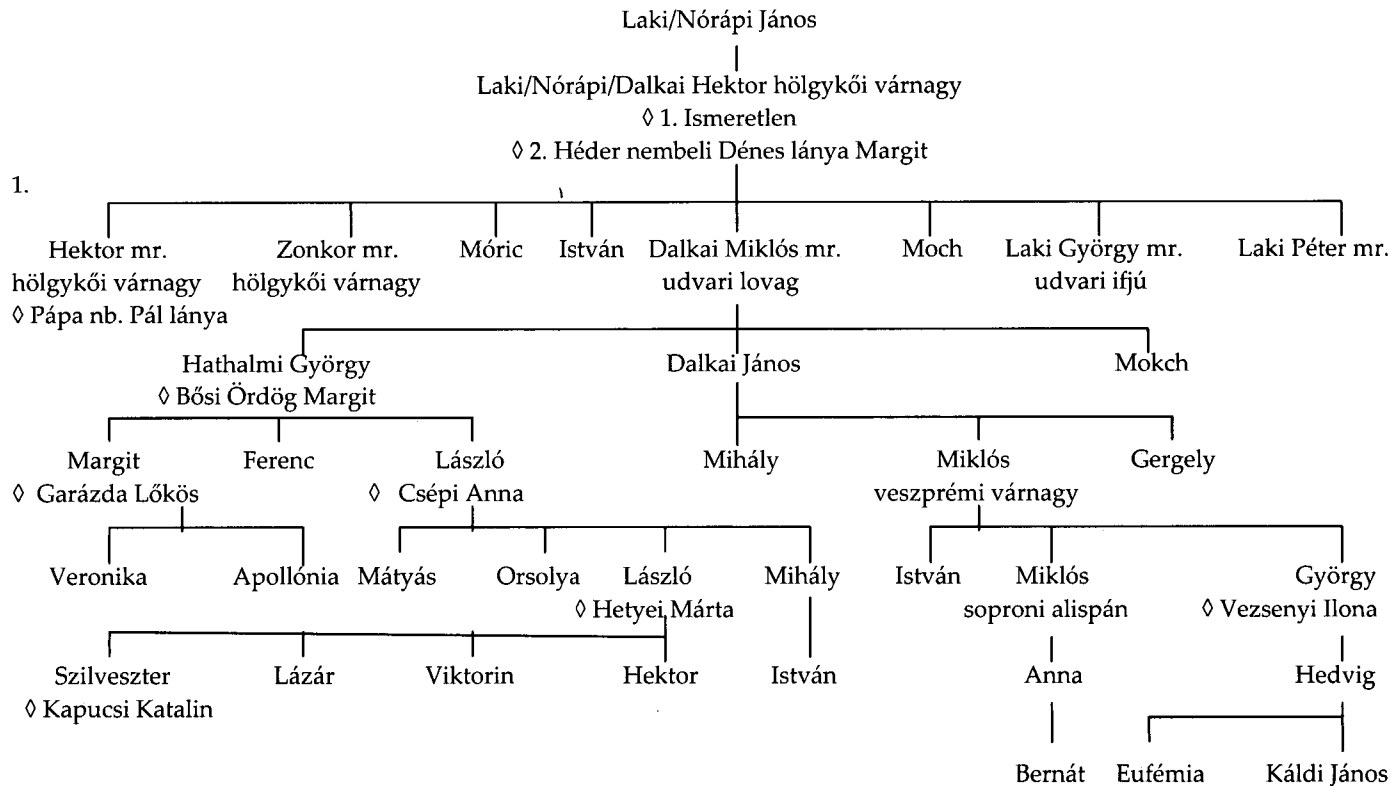 Laki/Nórápi János
Laki/Nórápi/Dalkai Hektor hölgykői várnagy
◊ 1. Ismeretlen
◊ 2. Héder nembeli Dénes lánya Margit
1.
Hektor mr. Zonkor mr. Móric István Dalkai Miklós mr. Moch Laki György mr. Laki Péter mr.
hölgykői várnagy hölgykői várnagy udvari lovag udvari ifjú
◊ Pápa nb. Pál lánya
Hathalmi György Dalkai János Mokch
◊ Bősi Ördög Margit
Margit Ferenc László Mihály Miklós Gergely
◊ Garázda Lőkös ◊ Csépi Anna veszprémi várnagy
Veronika Apollónia Mátyás Orsolya László Mihály István Miklós György
◊ Hetyei Márta soproni alispán ◊ Vezsenyi Ilona
Szilveszter Lázár Viktorin Hektor István Anna Hedvig
◊ Kapucsi Katalin
Bernát Eufémia Káldi János